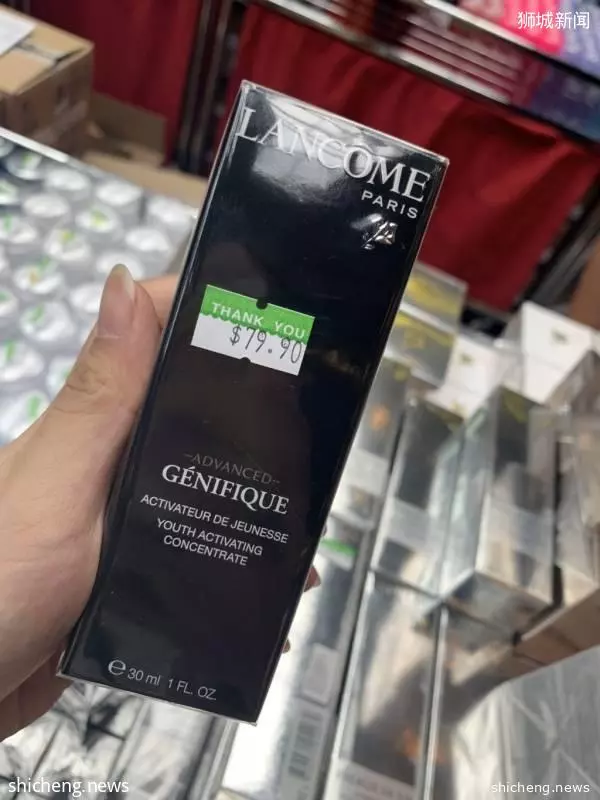 狮城新闻
LANCÔME
PARIS
THANK YOU
$79.90
-ADVANCED-
GÉNIFIQUE
ACTIVATEUR DE JEUNESSE
YOUTH ACTIVATING
CONCENTRATE
℮ 30 ml 1 FL. OZ.
shicheng.news
shicheng.news